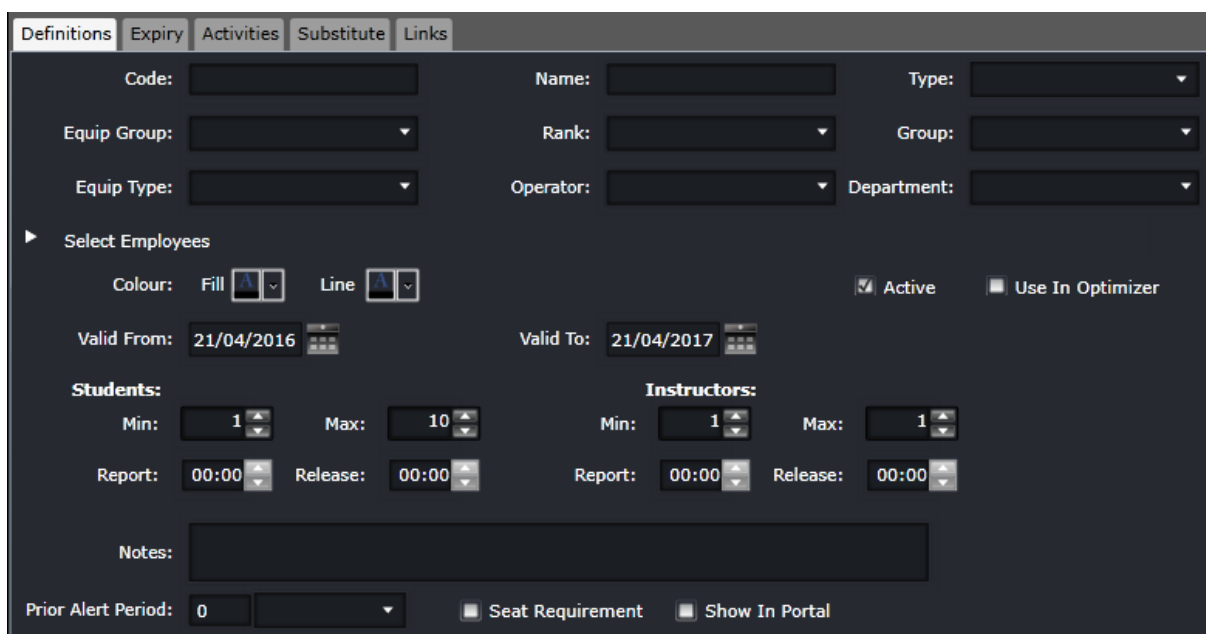 Definitions Expiry Activities Substitute Links
Code: Name: Type:
Equip Group: Rank: Group:
Equip Type: Operator: Department:
Select Employees
Colour: Fill A Line A Active Use In Optimizer
Valid From: 21/04/2016 Valid To: 21/04/2017
Students: Instructors:
Min: 1 Max: 10 Min: 1 Max: 1
Report: 00:00 Release: 00:00 Report: 00:00 Release: 00:00
Notes:
Prior Alert Period: 0 Seat Requirement Show In Portal